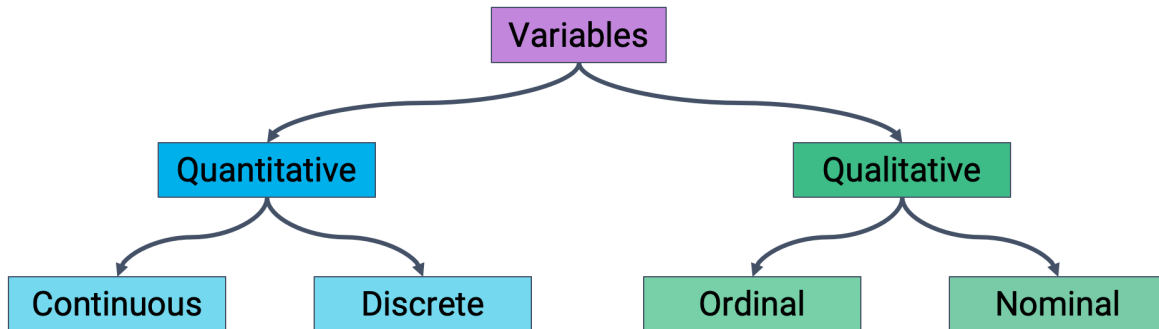 Variables
Quantitative
Qualitative
Continuous
Discrete
Ordinal
Nominal